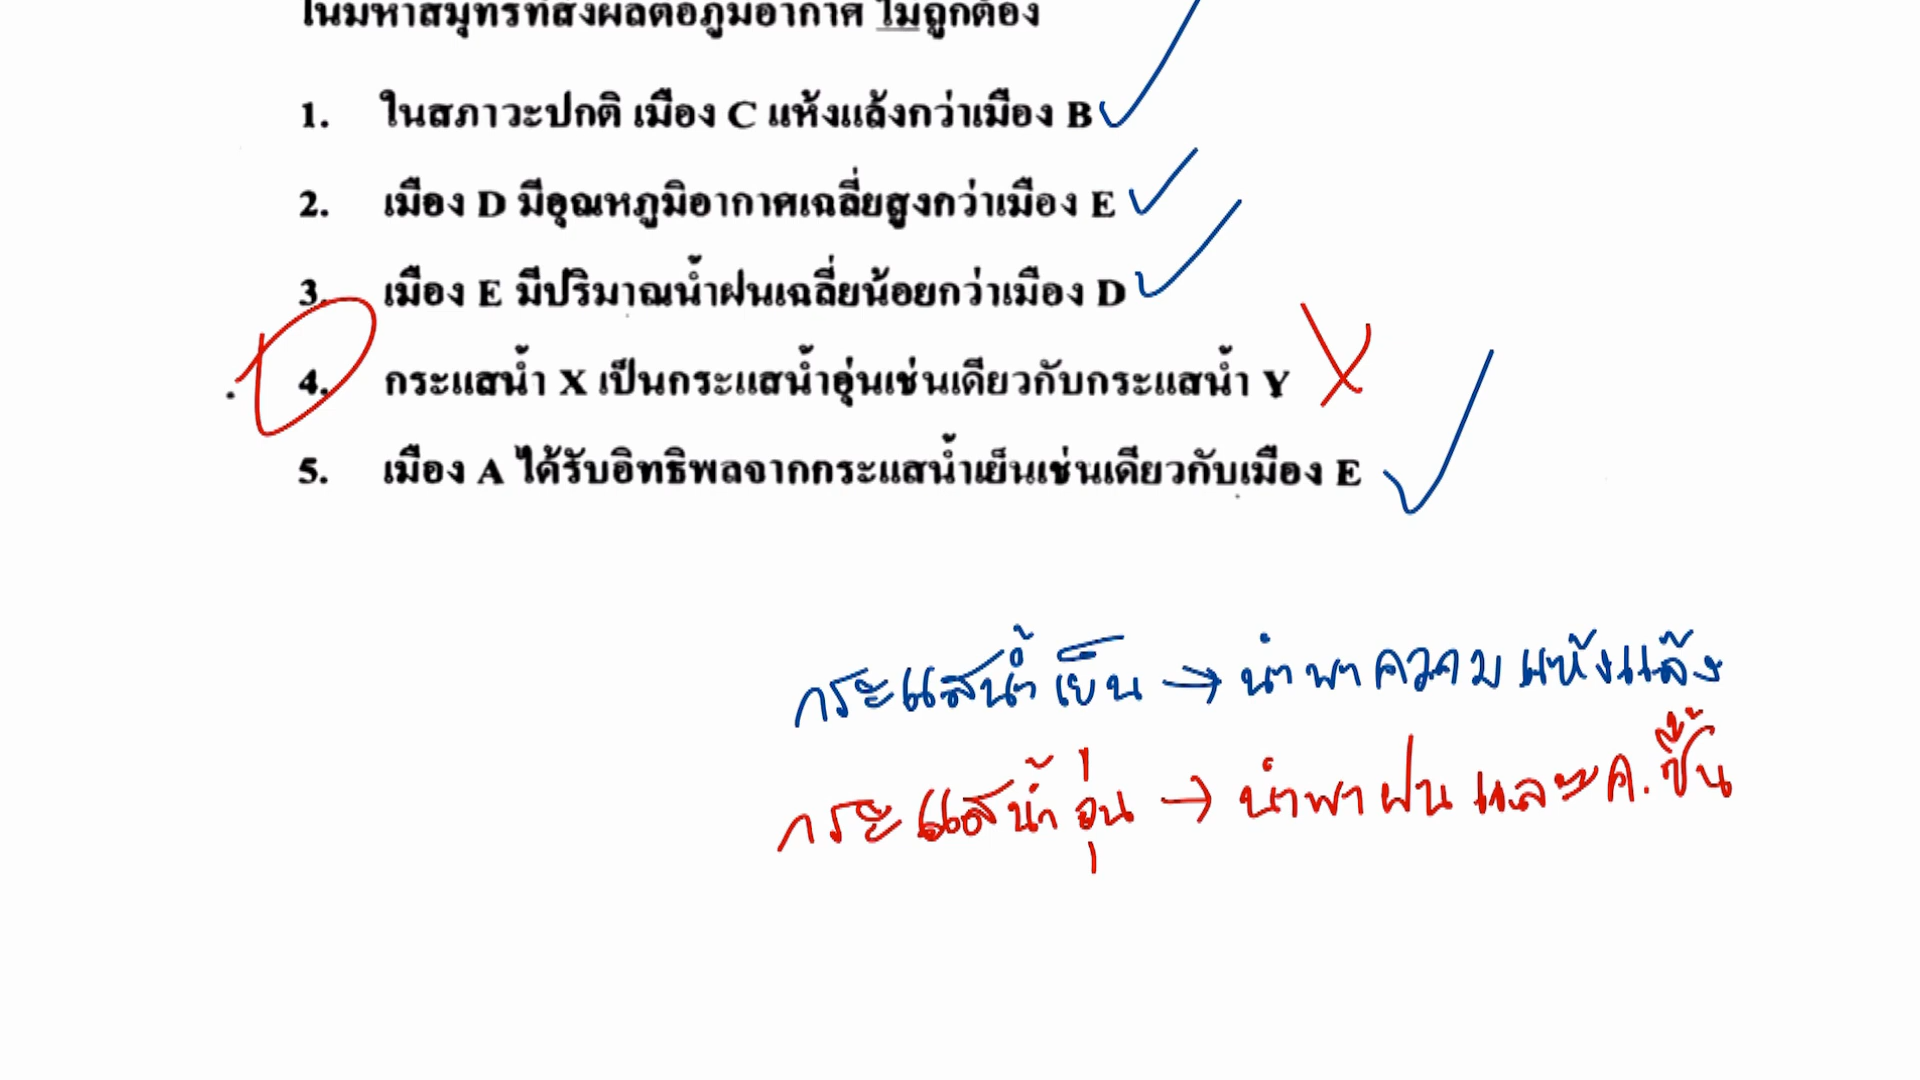 ในมหาสมุทรที่ส่งผลต่อภูมิอากาศ ไม่ถูกต้อง
1. ในสภาวะปกติ เมือง C แห้งแล้งกว่าเมือง B
2. เมือง D มีอุณหภูมิอากาศเฉลี่ยสูงกว่าเมือง E
3. เมือง E มีปริมาณน้ำฝนเฉลี่ยน้อยกว่าเมือง D
4. กระแสน้ำ X เป็นกระแสน้ำอุ่นเช่นเดียวกับกระแสน้ำ Y
5. เมือง A ได้รับอิทธิพลจากกระแสน้ำเย็นเช่นเดียวกับเมือง E
กระแสน้ำเย็น → นำพาความแห้งแล้ง
กระแสน้ำอุ่น → นำพาฝนและค.ชื้น